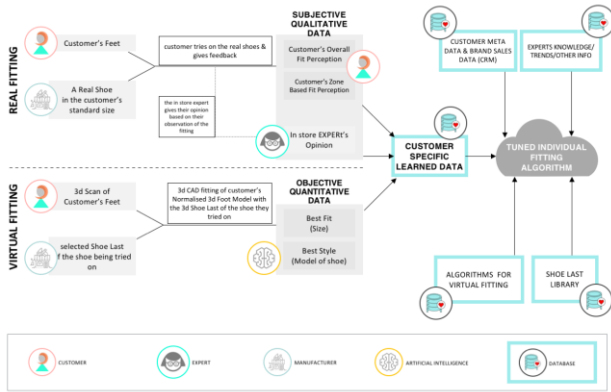 REAL FITTING
Customer's Feet
A Real Shoe
in the customer's
standard size
customer tries on the real shoes &
gives feedback
the in store expert
gives their opinion
based on their
observation of the
fitting
SUBJECTIVE
QUALITATIVE
DATA
Customer's Overall
Fit Perception
Customer's Zone
Based Fit Perception
In store EXPERt's
Opinion
VIRTUAL FITTING
3d Scan of
Customer's Feet
selected Shoe Last
of the shoe being tried
on
3d CAD fitting of customer's
Normalised 3d Foot Model with
the 3d Shoe Last of the shoe they
tried on
OBJECTIVE
QUANTITATIVE
DATA
Best Fit
(Size)
Best Style
(Model of shoe)
CUSTOMER
SPECIFIC
LEARNED DATA
CUSTOMER META
DATA & BRAND SALES
DATA (CRM)
EXPERTS KNOWLEDGE/
TRENDS/OTHER INFO
TUNED INDIVIDUAL
FITTING
ALGORITHM
ALGORITHMS FOR
VIRTUAL FITTING
SHOE LAST
LIBRARY
CUSTOMER
EXPERT
MANUFACTURER
ARTIFICIAL INTELLIGENCE
DATABASE